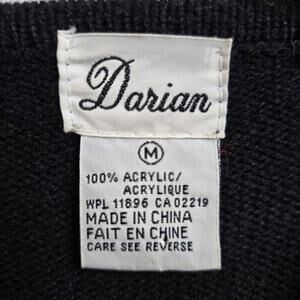 Darian
M
100% ACRYLIC/
ACRYLIQUE
WPL 11896 CA 02219
MADE IN CHINA
FAIT EN CHINE
CARE SEE REVERSE